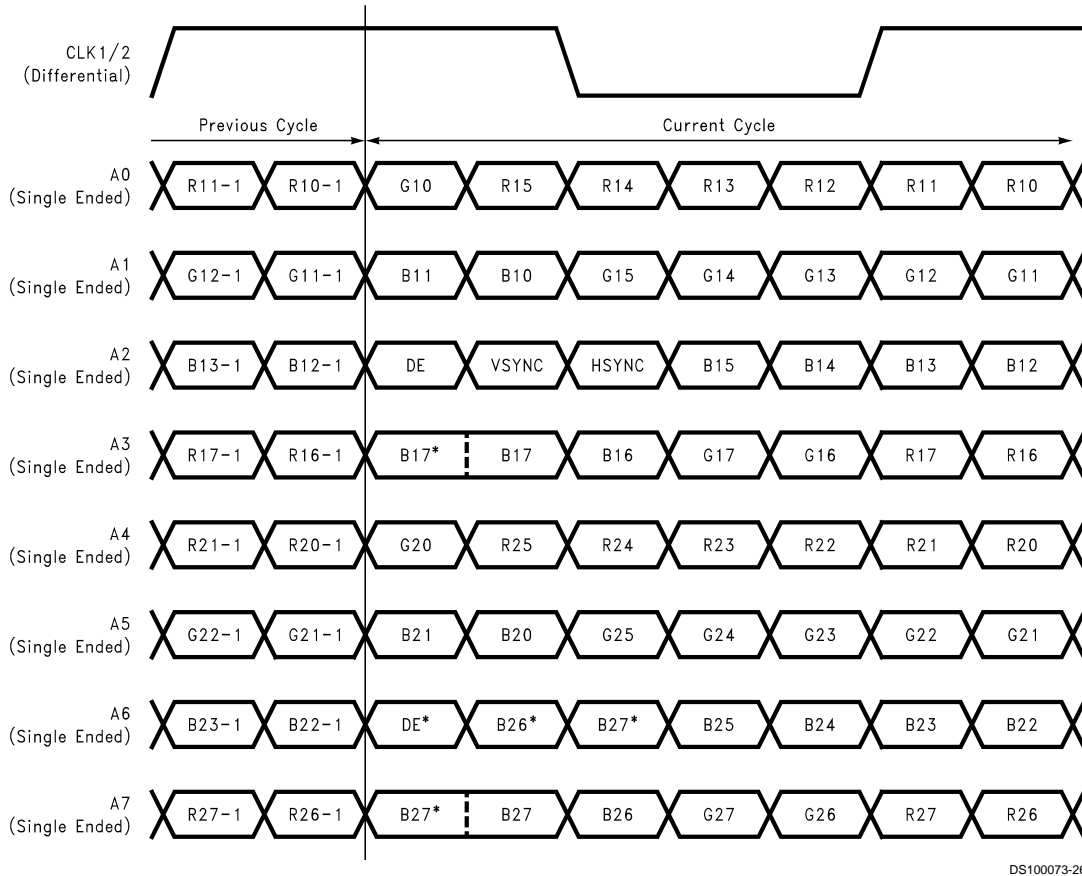 CLK1/2
(Differential)
Previous Cycle Current Cycle
A0
(Single Ended)
R11-1 R10-1 G10 R15 R14 R13 R12 R11 R10
A1
(Single Ended)
G12-1 G11-1 B11 B10 G15 G14 G13 G12 G11
A2
(Single Ended)
B13-1 B12-1 DE VSYNC HSYNC B15 B14 B13 B12
A3
(Single Ended)
R17-1 R16-1 B17* B17 B16 G17 G16 R17 R16
A4
(Single Ended)
R21-1 R20-1 G20 R25 R24 R23 R22 R21 R20
A5
(Single Ended)
G22-1 G21-1 B21 B20 G25 G24 G23 G22 G21
A6
(Single Ended)
B23-1 B22-1 DE* B26* B27* B25 B24 B23 B22
A7
(Single Ended)
R27-1 R26-1 B27* B27 B26 G27 G26 R27 R26
DS100073-26